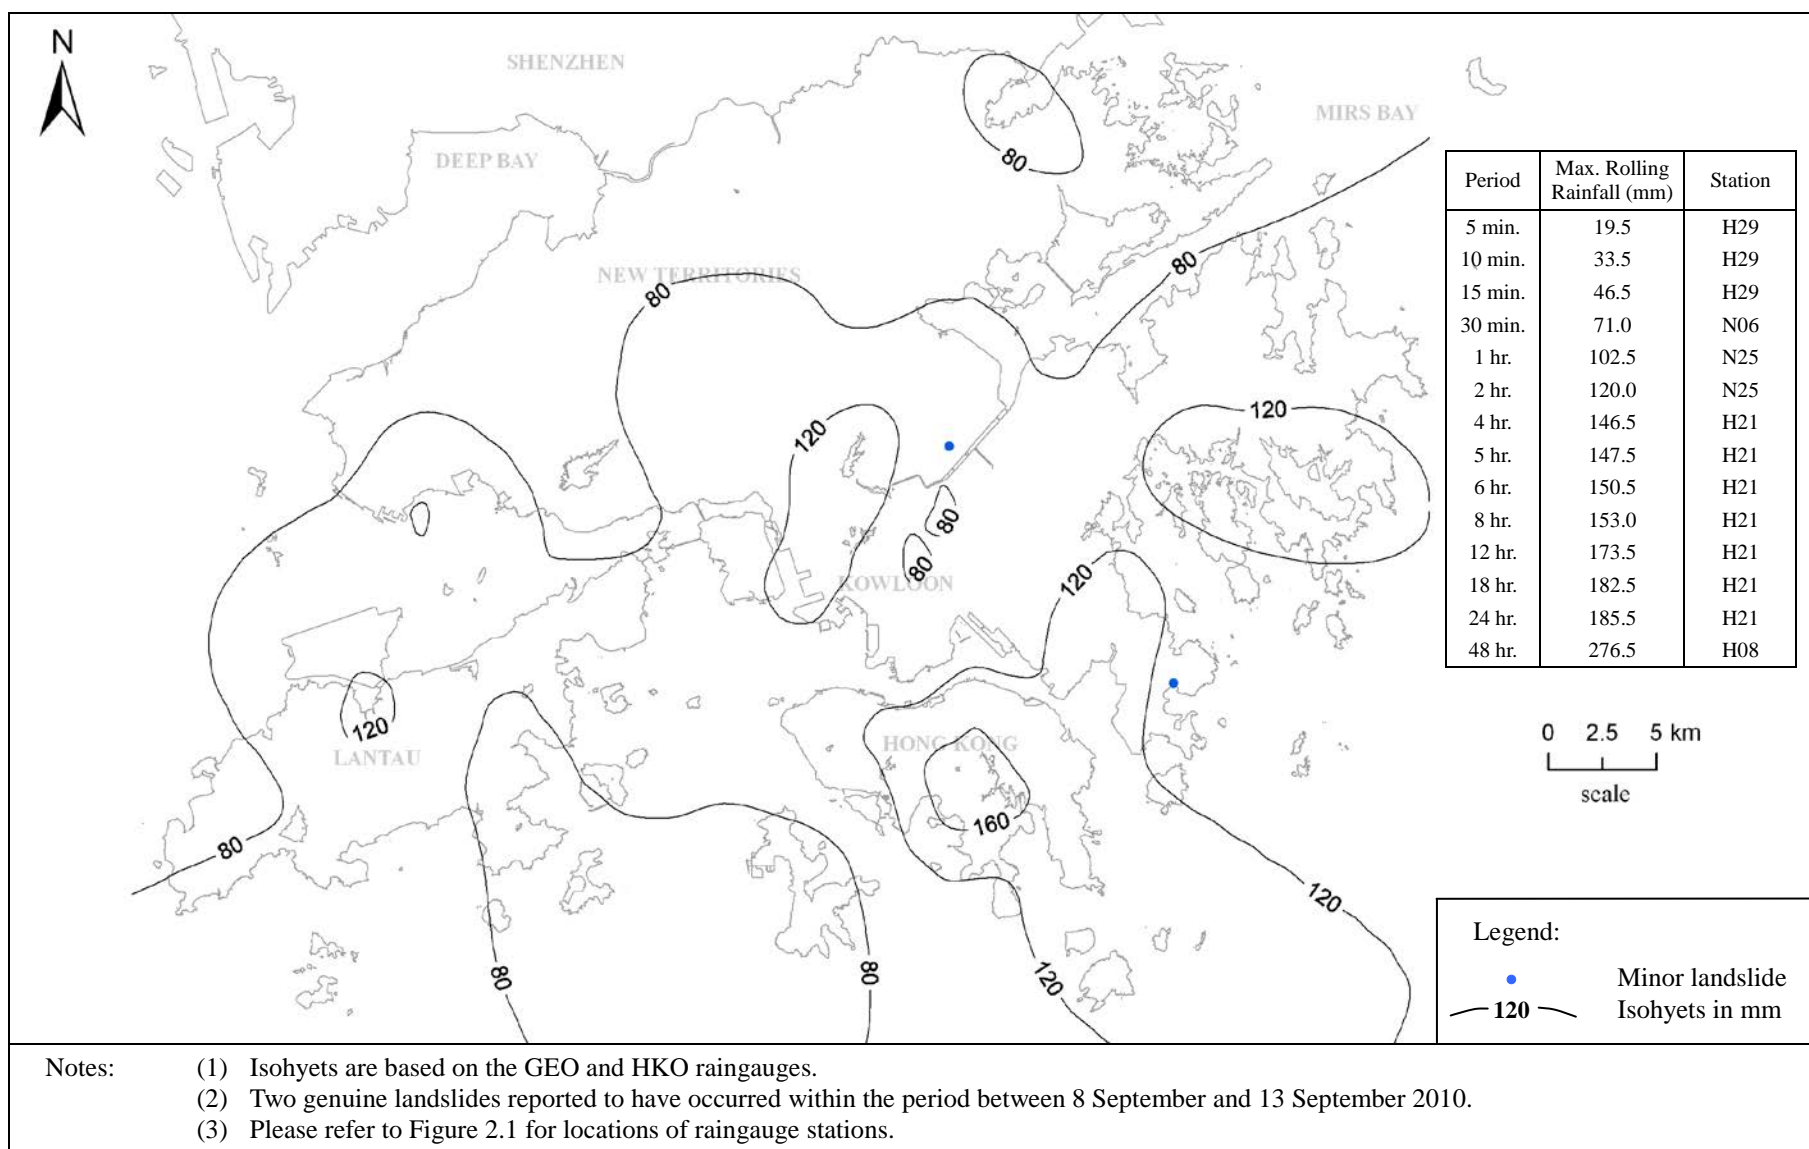 N
SHENZHEN
MIRS BAY
DEEP BAY
80
Period Max. Rolling Rainfall (mm) Station
5 min. 19.5 H29
10 min. 33.5 H29
15 min. 46.5 H29
30 min. 71.0 N06
1 hr. 102.5 N25
2 hr. 120.0 N25
4 hr. 146.5 H21
5 hr. 147.5 H21
6 hr. 150.5 H21
8 hr. 153.0 H21
12 hr. 173.5 H21
18 hr. 182.5 H21
24 hr. 185.5 H21
48 hr. 276.5 H08
80
NEW TERRITORIES
80
120
120
80
80
KOWLOON
120
120
LANTAU
HONG KONG
160
80
120
80
80
120
0 2.5 5 km
scale
Legend:
Minor landslide
120 Isohyets in mm
Notes: (1) Isohyets are based on the GEO and HKO raingauges.
(2) Two genuine landslides reported to have occurred within the period between 8 September and 13 September 2010.
(3) Please refer to Figure 2.1 for locations of raingauge stations.